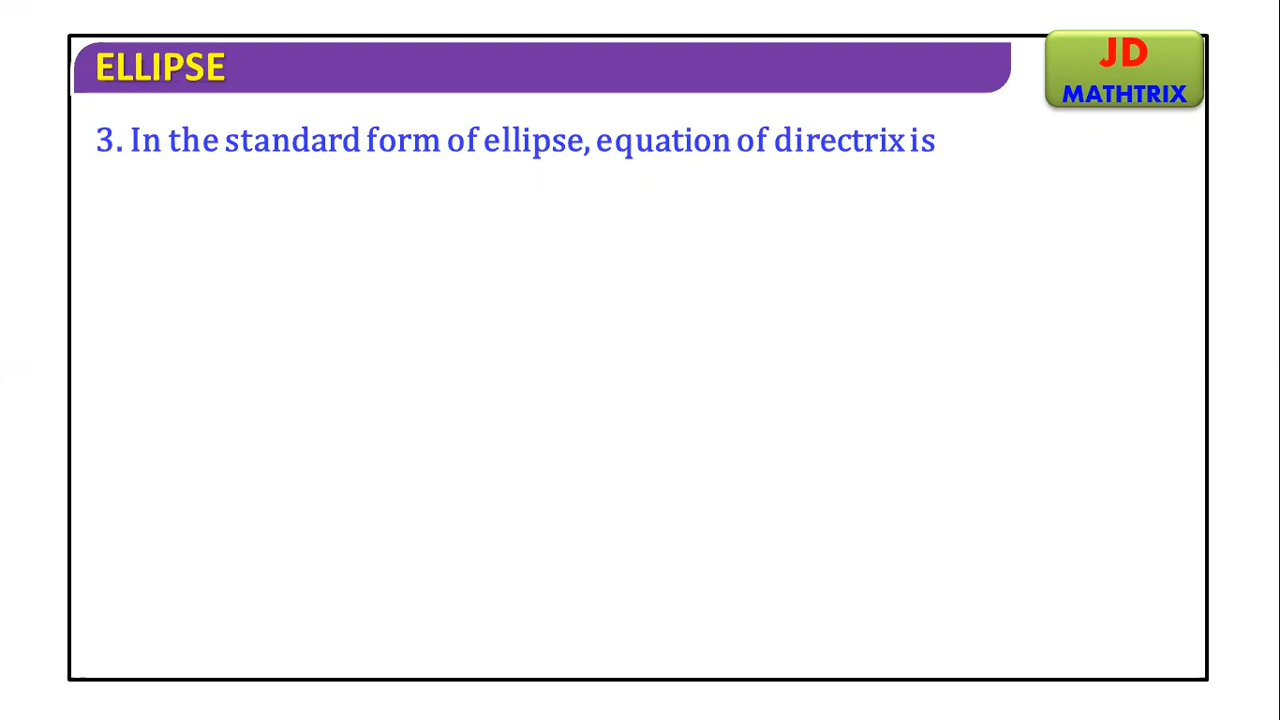 ELLIPSE
JD
MATHTRIX
3. In the standard form of ellipse, equation of directrix is